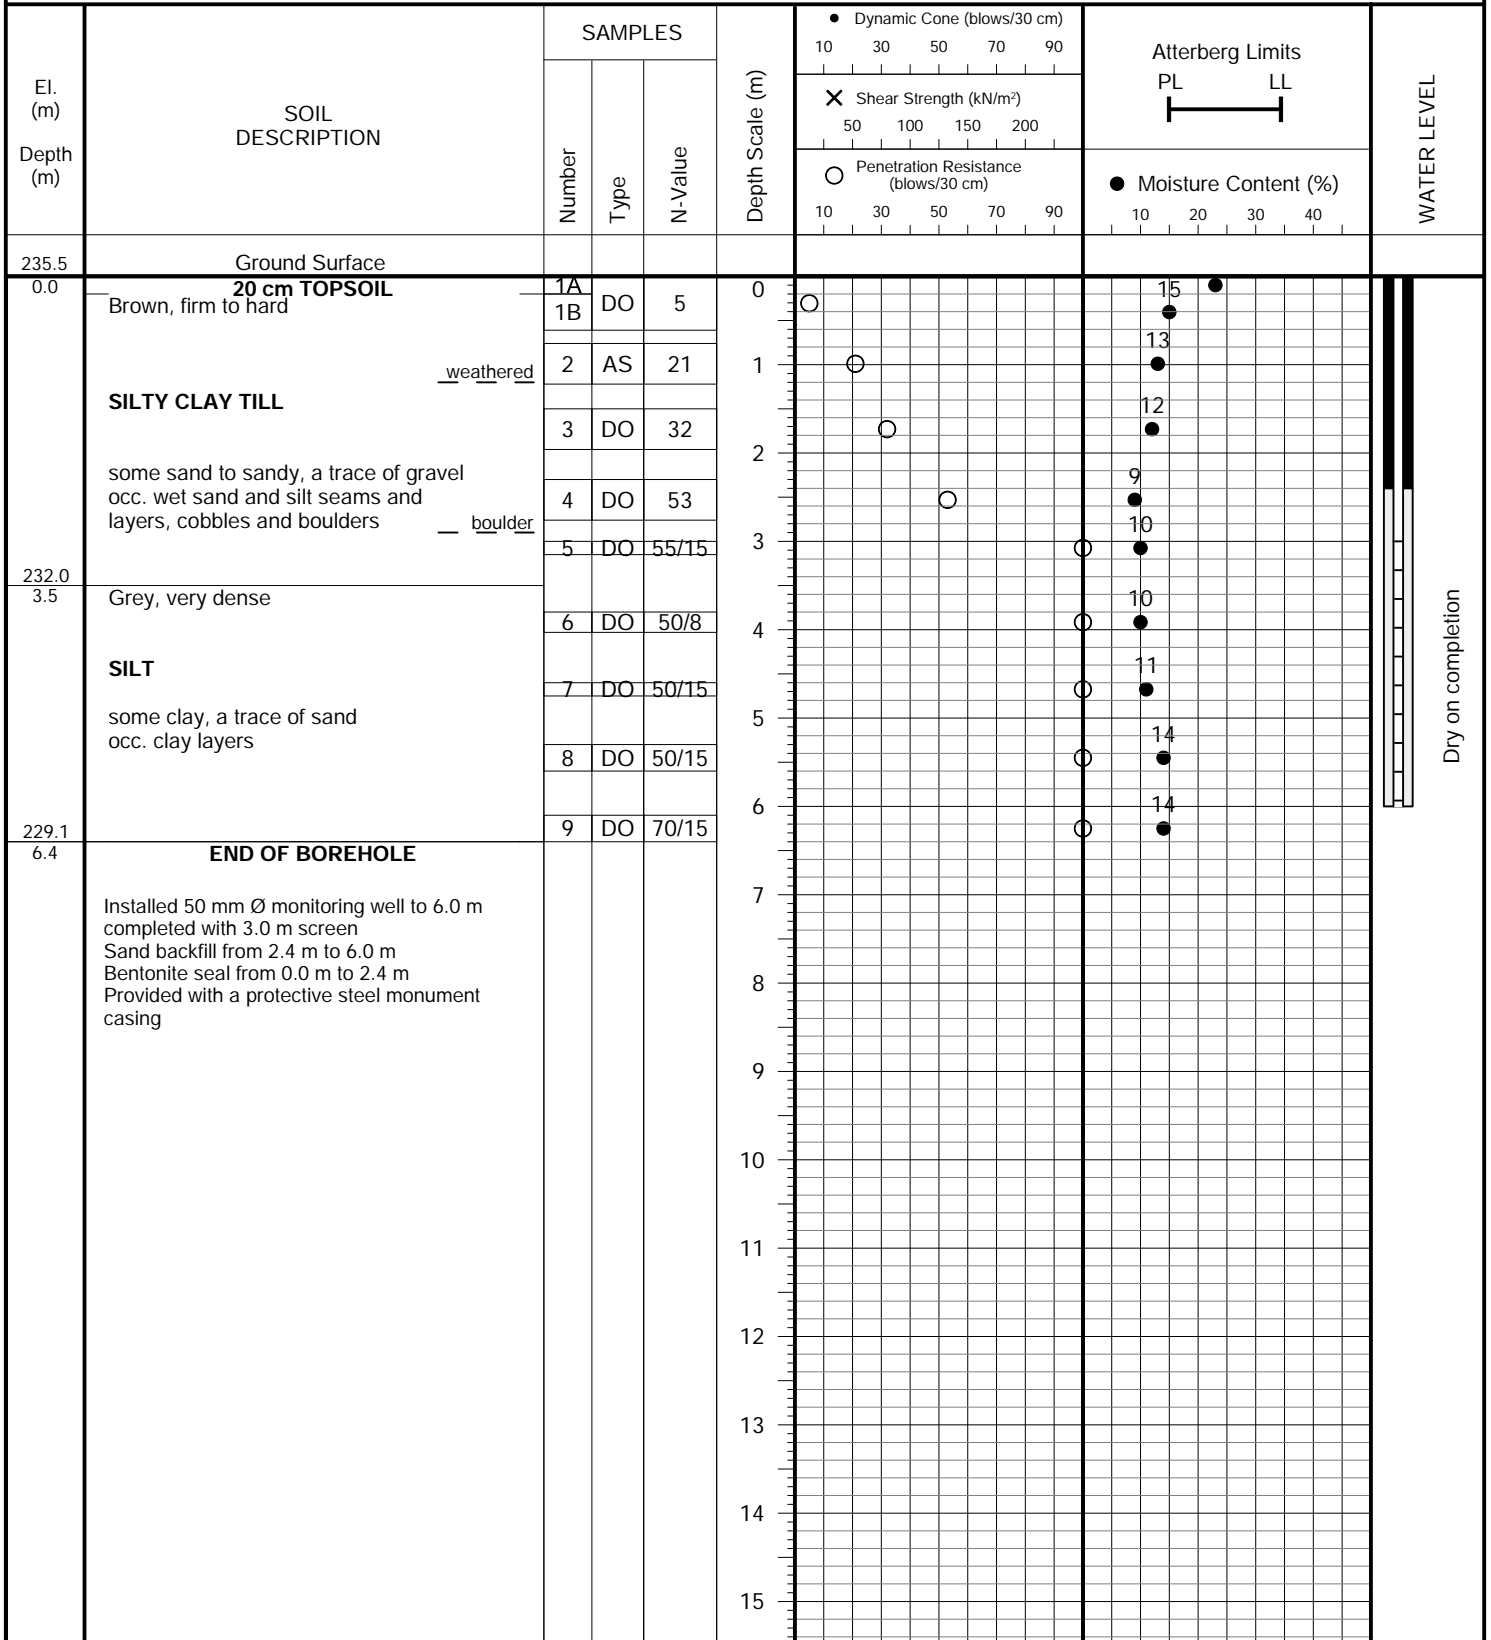 El.
(m)
Depth
(m)
SOIL
DESCRIPTION
SAMPLES
Number
Type
N-Value
Depth Scale (m)
Dynamic Cone (blows/30 cm)
10 30 50 70 90
Shear Strength (kN/m²)
50 100 150 200
Penetration Resistance
(blows/30 cm)
10 30 50 70 90
Atterberg Limits
PL LL
Moisture Content (%)
10 20 30 40
WATER LEVEL
235.5 Ground Surface
0.0 20 cm TOPSOIL 1A 0 15
Brown, firm to hard 1B DO 5
13
weathered 2 AS 21 1
SILTY CLAY TILL 12
3 DO 32
2
some sand to sandy, a trace of gravel 9
occ. wet sand and silt seams and 4 DO 53
layers, cobbles and boulders boulder 10
5 DO 55/15 3
232.0
3.5 Grey, very dense 10
6 DO 50/8 4
SILT 11
7 DO 50/15
some clay, a trace of sand 5
occ. clay layers 14
8 DO 50/15
6 14
229.1 9 DO 70/15
6.4 END OF BOREHOLE
Dry on completion
7
Installed 50 mm Ø monitoring well to 6.0 m
completed with 3.0 m screen
Sand backfill from 2.4 m to 6.0 m
Bentonite seal from 0.0 m to 2.4 m
8
Provided with a protective steel monument
casing
9
10
11
12
13
14
15